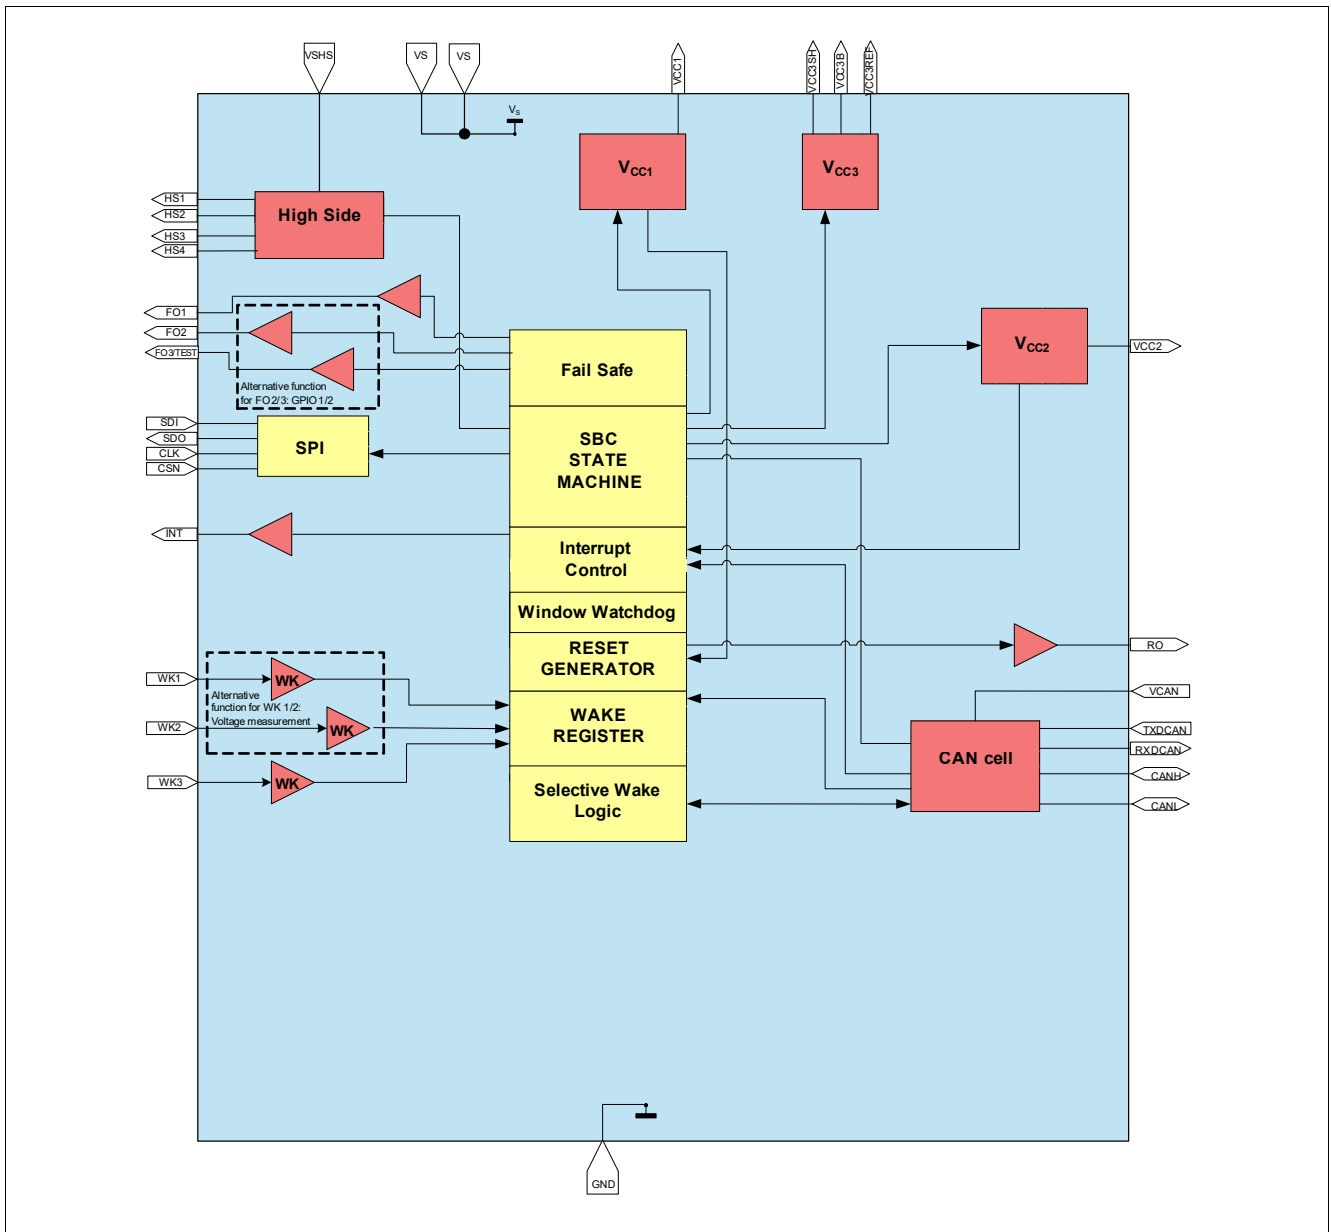 VSHS
VS
VS
VCC1
VCC3SH
VCC3B
VCC3REF
VS
VCC1
VCC3
High Side
HS1
HS2
HS3
HS4
FO1
FO2
FO3/TEST
Alternative function
for FO2/3: GPIO1/2
Fail Safe
VCC2
VCC2
SDI
SDO
CLK
CSN
SPI
SBC
STATE
MACHINE
INT
Interrupt
Control
Window Watchdog
RESET
GENERATOR
RO
WK1
WK
Alternative
function for WK 1/2:
Voltage measurement
WK2
WK
WK3
WK
WAKE
REGISTER
Selective Wake
Logic
CAN cell
VCAN
TXDCAN
RXDCAN
CANH
CANL
GND